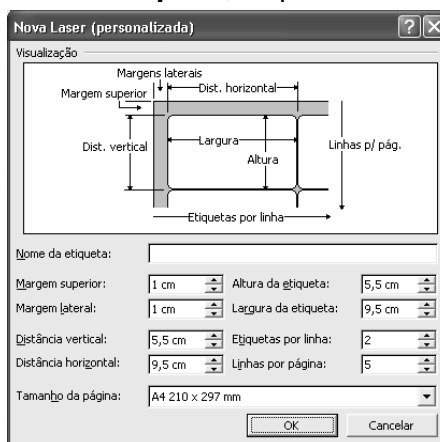 Nova Laser (personalizada)
Visualização
Margens laterais
Margem superior
Dist. horizontal
Dist. vertical
Largura
Altura
Linhas p/ pág.
Etiquetas por linha
Nome da etiqueta:
Margem superior: 1 cm Altura da etiqueta: 5,5 cm
Margem lateral: 1 cm Largura da etiqueta: 9,5 cm
Distância vertical: 5,5 cm Etiquetas por linha: 2
Distância horizontal: 9,5 cm Linhas por página: 5
Tamanho da página: A4 210 x 297 mm
OK Cancelar